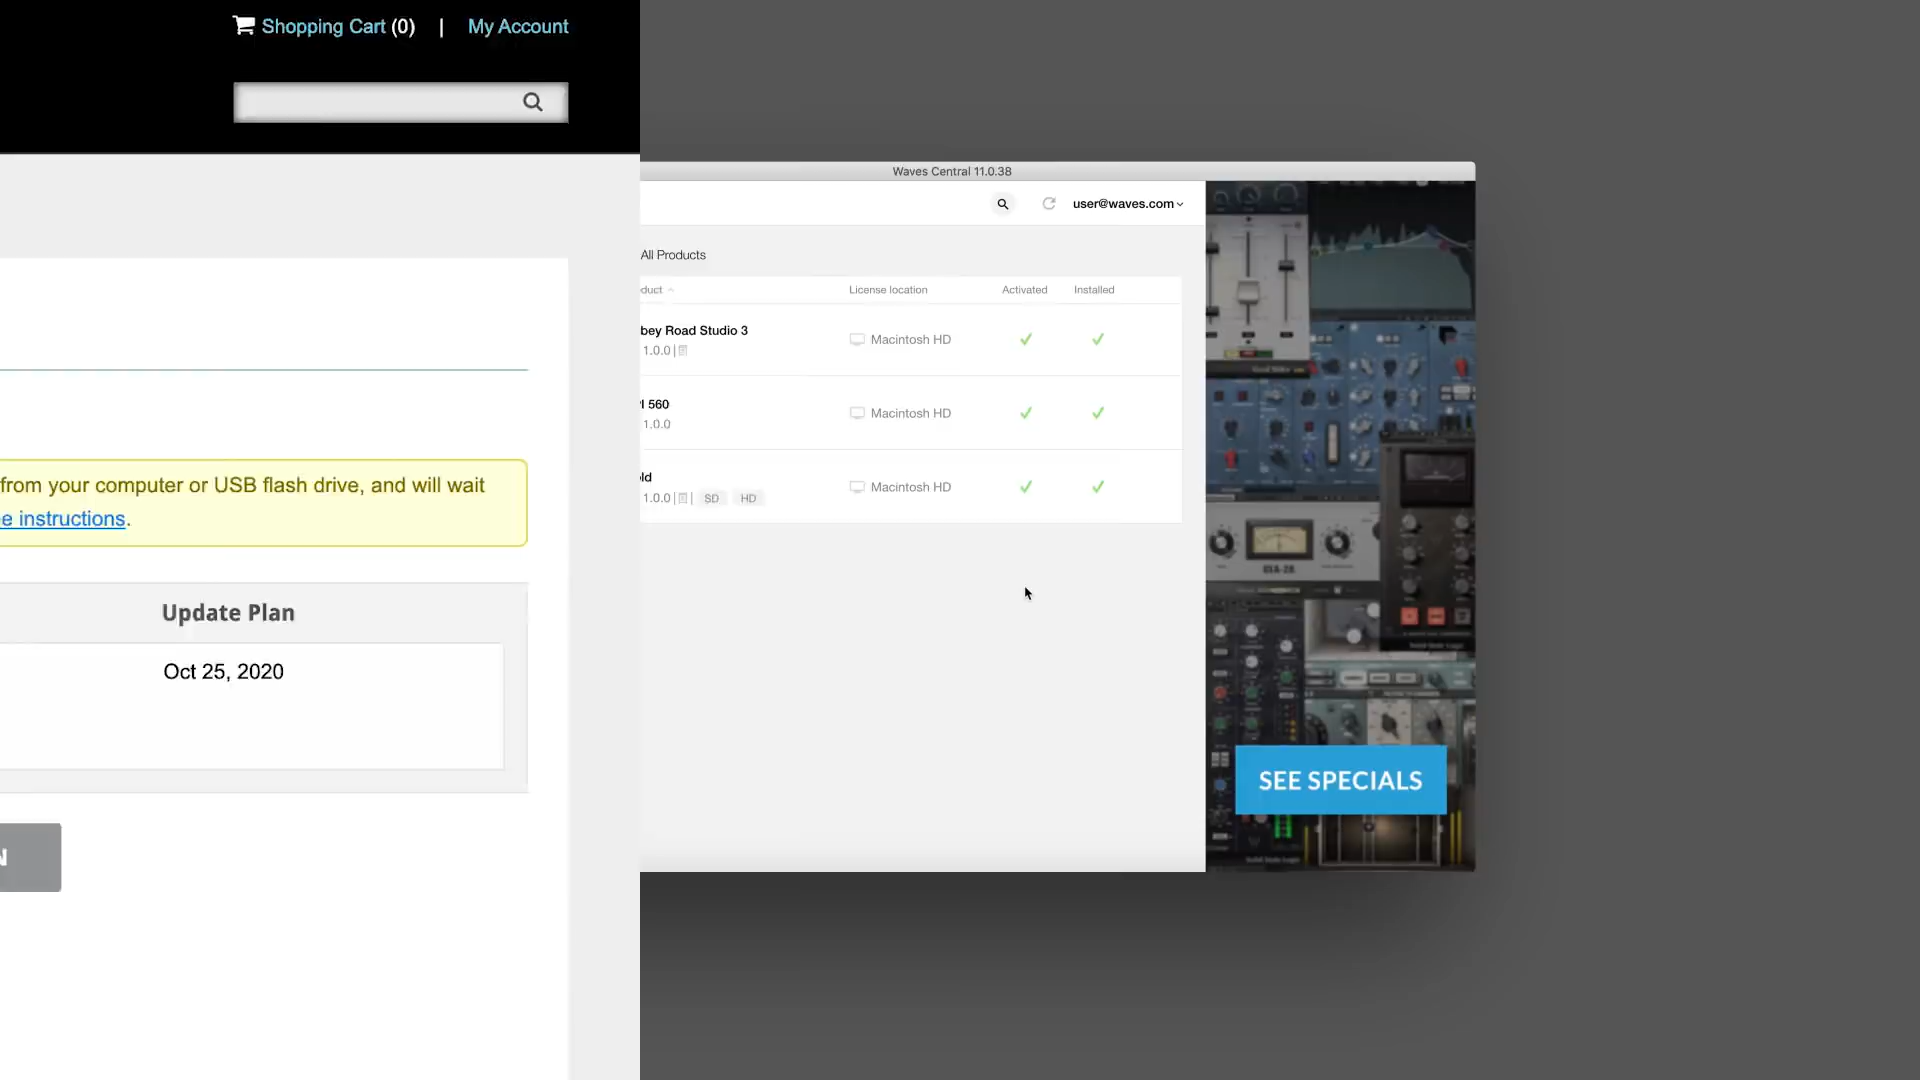 Shopping Cart (0) | My Account
from your computer or USB flash drive, and will wait
e instructions.
Update Plan
Oct 25, 2020
N
Waves Central 11.0.38
user@waves.com
All Products
duct
License location
Activated
Installed
bey Road Studio 3
1.0.0 |
Macintosh HD
I 560
1.0.0
Macintosh HD
ld
1.0.0 | | SD HD
Macintosh HD
SEE SPECIALS